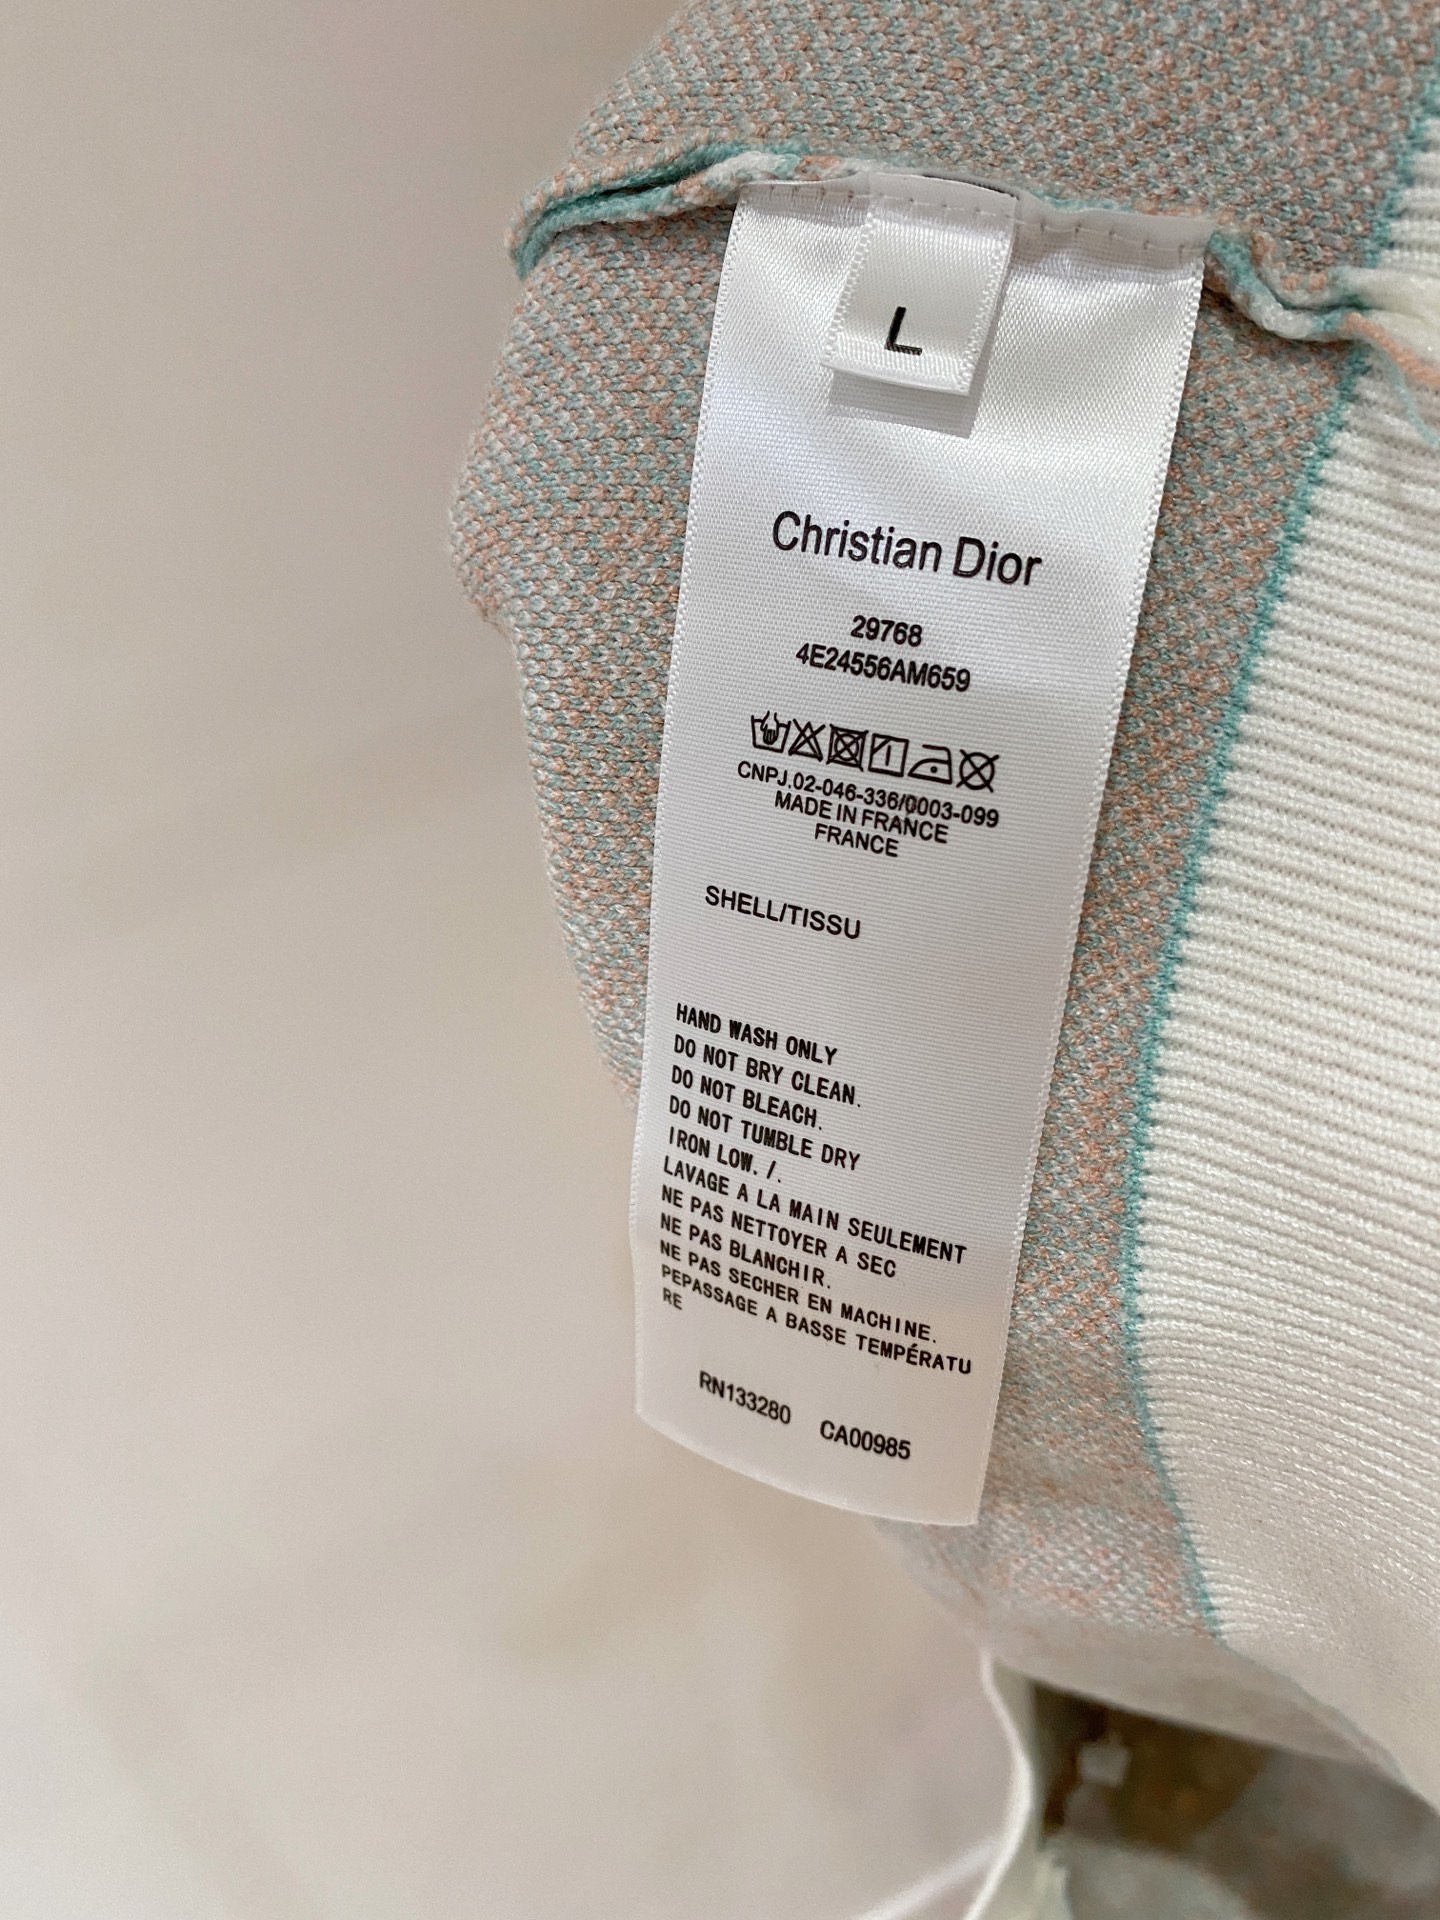 L
Christian Dior
29768
4E24556AM659
CNPJ.02-046-336/0003-099
MADE IN FRANCE
FRANCE
SHELL/TISSU
HAND WASH ONLY
DO NOT BRY CLEAN.
DO NOT BLEACH.
DO NOT TUMBLE DRY
IRON LOW. /.
LAVAGE A LA MAIN SEULEMENT
NE PAS NETTOYER A SEC
NE PAS BLANCHIR.
NE PAS SECHER EN MACHINE.
PEPASSAGE A BASSE TEMPÉRATU
RE
RN133280 CA00985